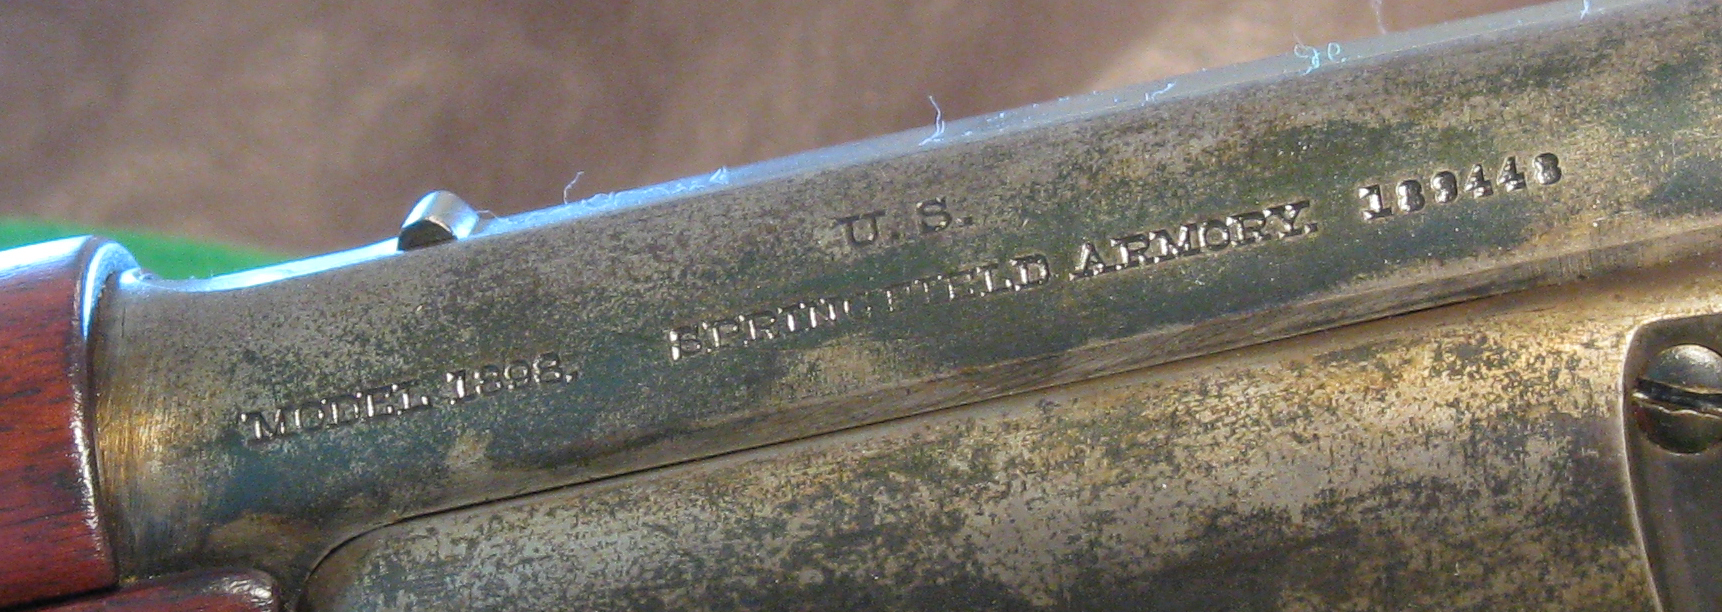 U. S.
MODEL 1898. SPRINGFIELD ARMORY. 189448